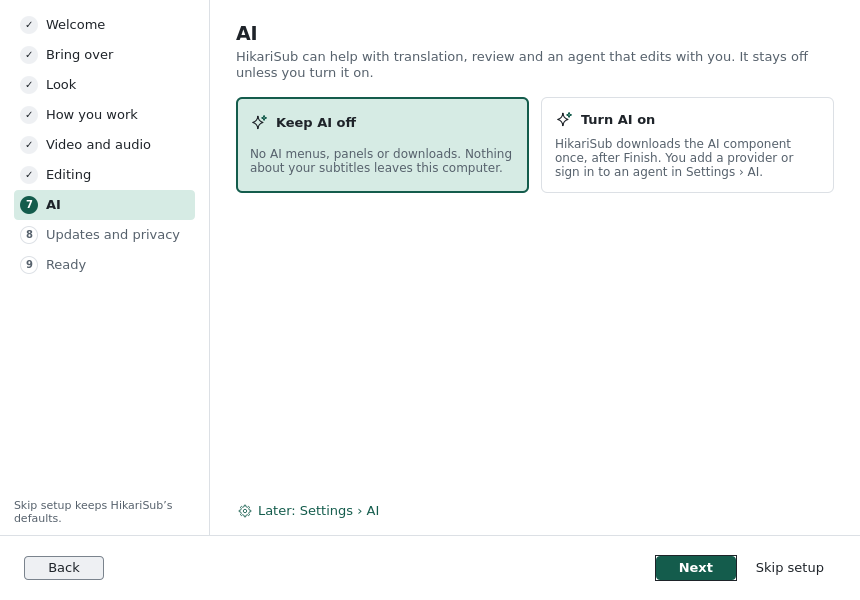 ✓ Welcome
✓ Bring over
✓ Look
✓ How you work
✓ Video and audio
✓ Editing
7 AI
8 Updates and privacy
9 Ready
Skip setup keeps HikariSub’s
defaults.
AI
HikariSub can help with translation, review and an agent that edits with you. It stays off
unless you turn it on.
Keep AI off
No AI menus, panels or downloads. Nothing
about your subtitles leaves this computer.
Turn AI on
HikariSub downloads the AI component
once, after Finish. You add a provider or
sign in to an agent in Settings › AI.
Later: Settings › AI
Back
Next
Skip setup